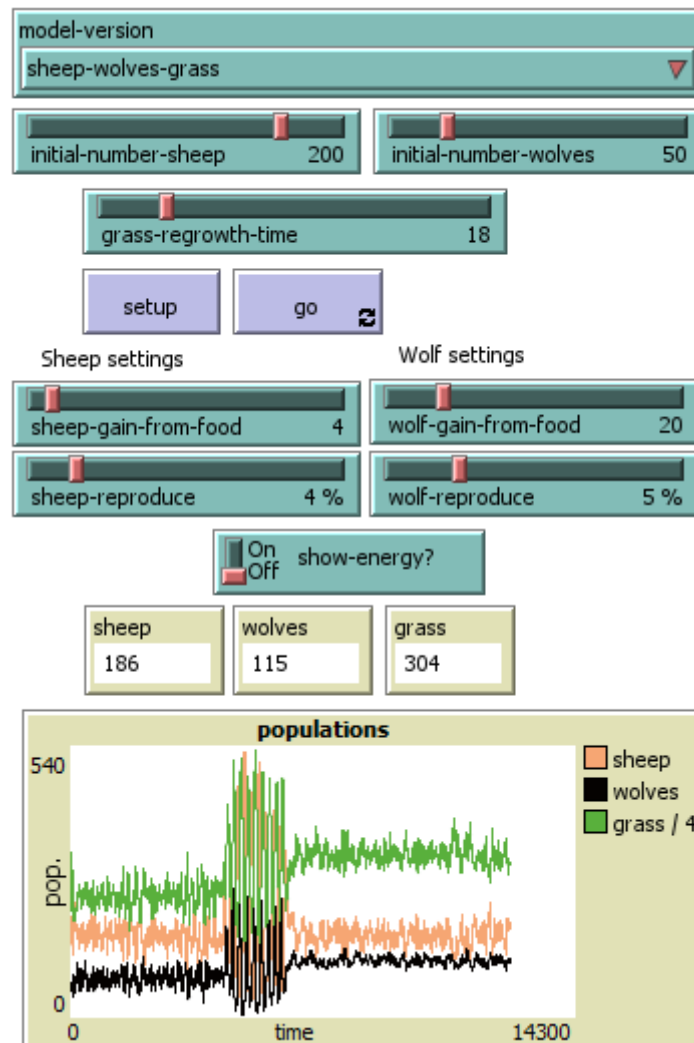 model-version
sheep-wolves-grass
initial-number-sheep 200
initial-number-wolves 50
grass-regrowth-time 18
setup
go
Sheep settings
Wolf settings
sheep-gain-from-food 4
wolf-gain-from-food 20
sheep-reproduce 4 %
wolf-reproduce 5 %
On
Off
show-energy?
sheep
186
wolves
115
grass
304
populations
540
pop.
0
0
time
14300
sheep
wolves
grass / 4